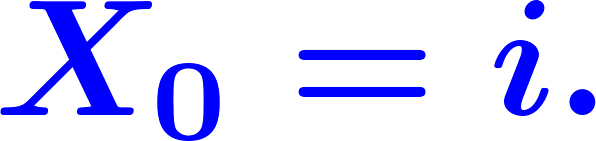 X₀ = i.